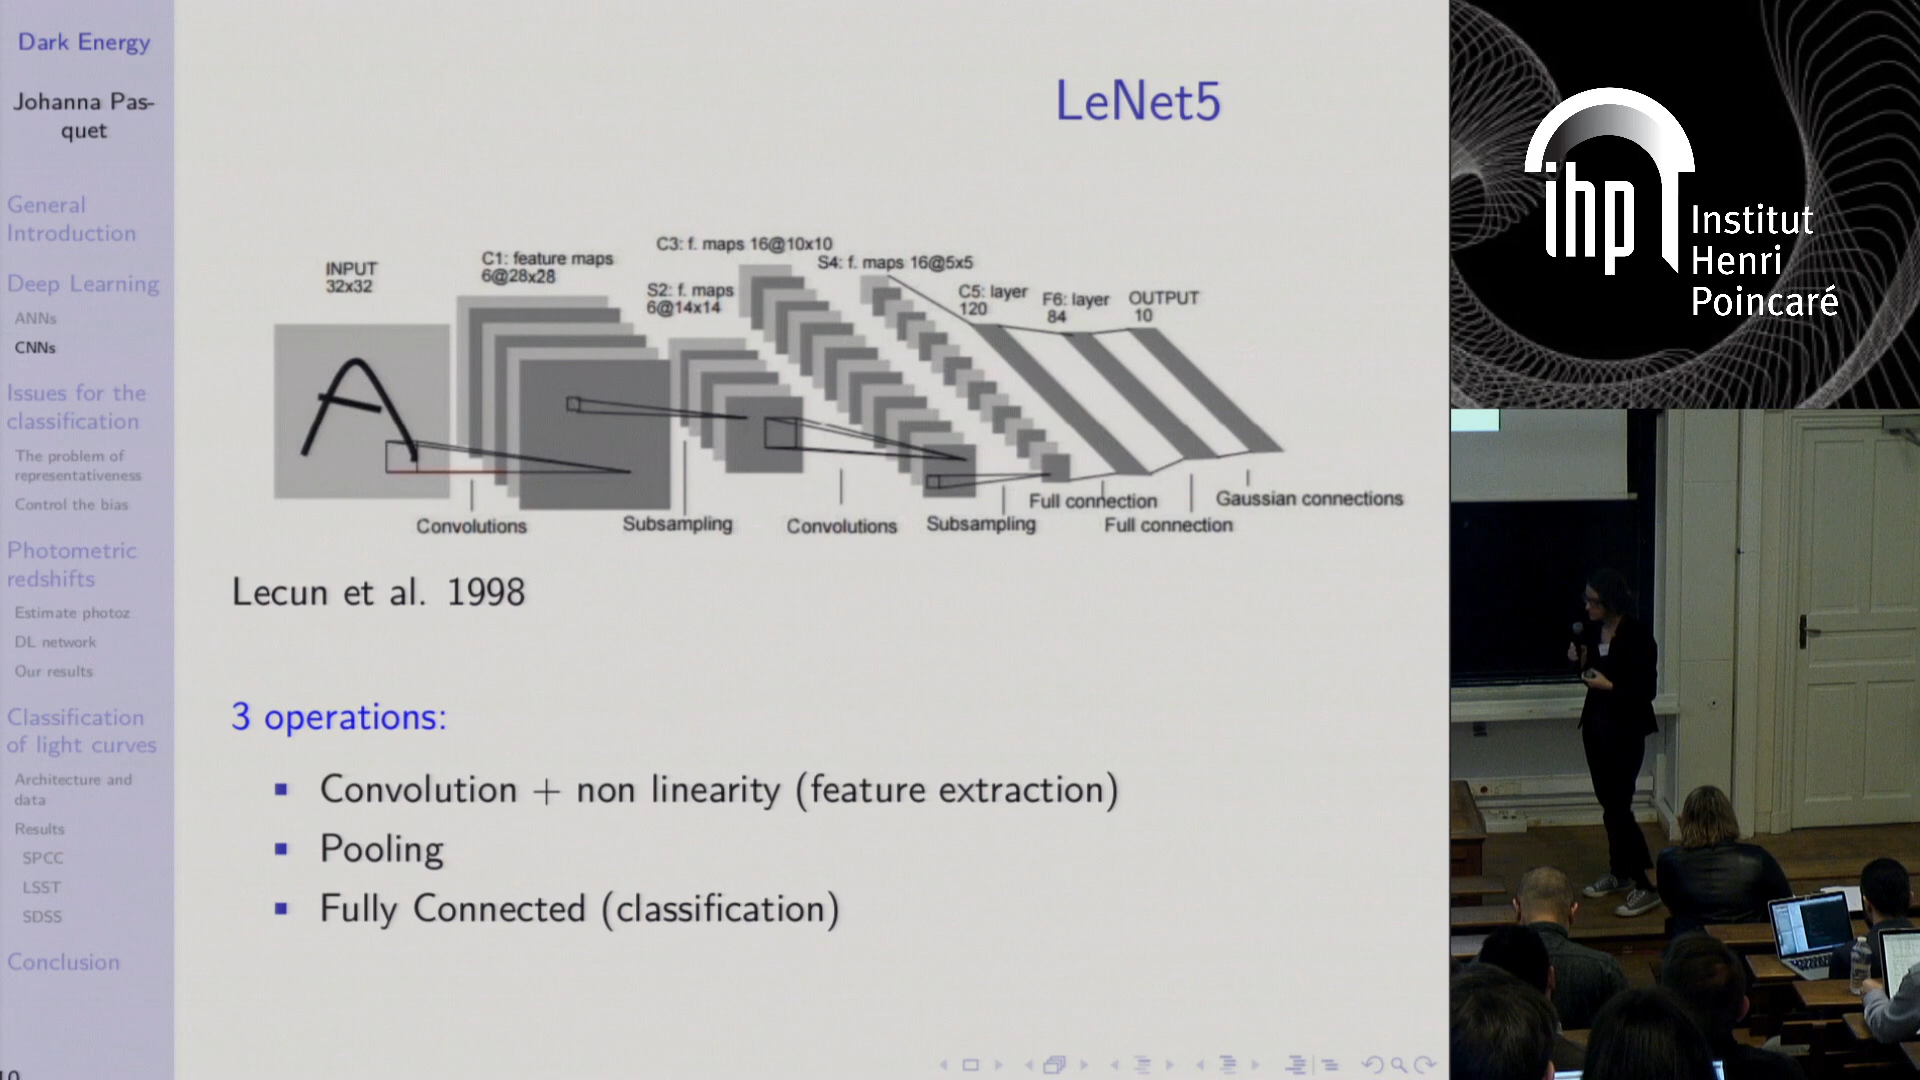 Dark Energy
Johanna Pas-
quet
General
Introduction
Deep Learning
ANNs
CNNs
Issues for the
classification
The problem of
representativeness
Control the bias
Photometric
redshifts
Estimate photoz
DL network
Our results
Classification
of light curves
Architecture and
data
Results
SPCC
LSST
SDSS
Conclusion
LeNet5
INPUT
32x32
C1: feature maps
6@28x28
S2: f. maps
6@14x14
C3: f. maps 16@10x10
S4: f. maps 16@5x5
C5: layer
120
F6: layer
84
OUTPUT
10
Convolutions
Subsampling
Convolutions
Subsampling
Full connection
Full connection
Gaussian connections
Lecun et al. 1998
3 operations:
Convolution + non linearity (feature extraction)
Pooling
Fully Connected (classification)
ihp
Institut
Henri
Poincaré